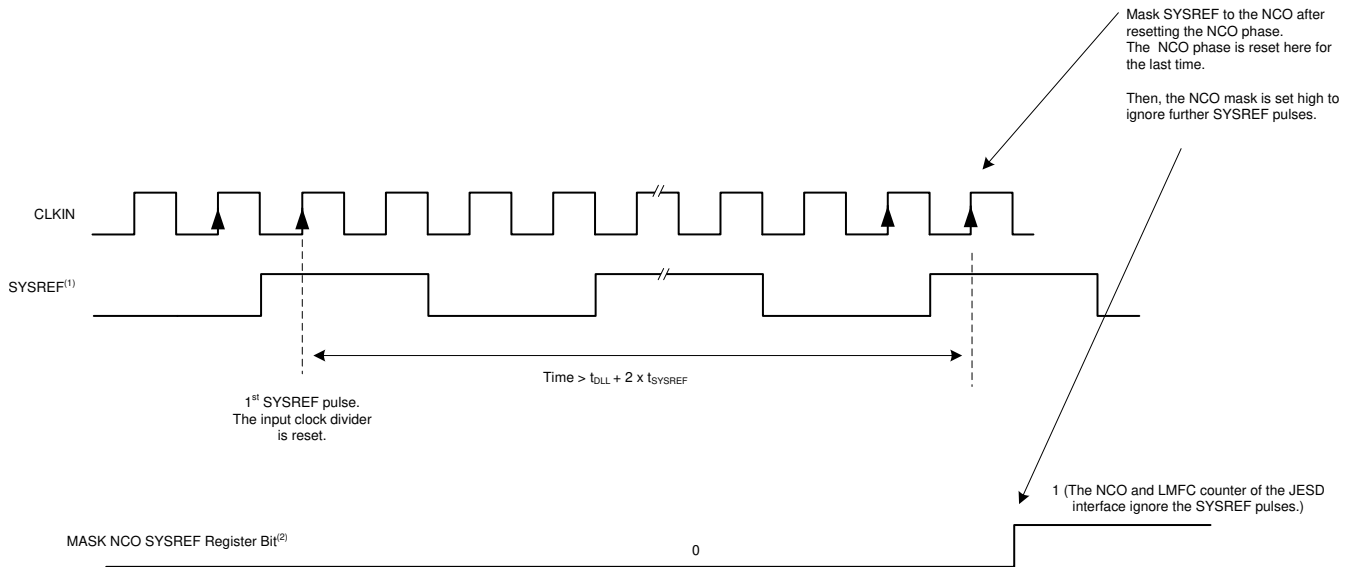 Mask SYSREF to the NCO after
resetting the NCO phase.
The NCO phase is reset here for
the last time.
Then, the NCO mask is set high to
ignore further SYSREF pulses.
CLKIN
SYSREF(1)
Time > tDLL + 2 x tSYSREF
1st SYSREF pulse.
The input clock divider
is reset.
1 (The NCO and LMFC counter of the JESD
interface ignore the SYSREF pulses.)
MASK NCO SYSREF Register Bit(2)
0